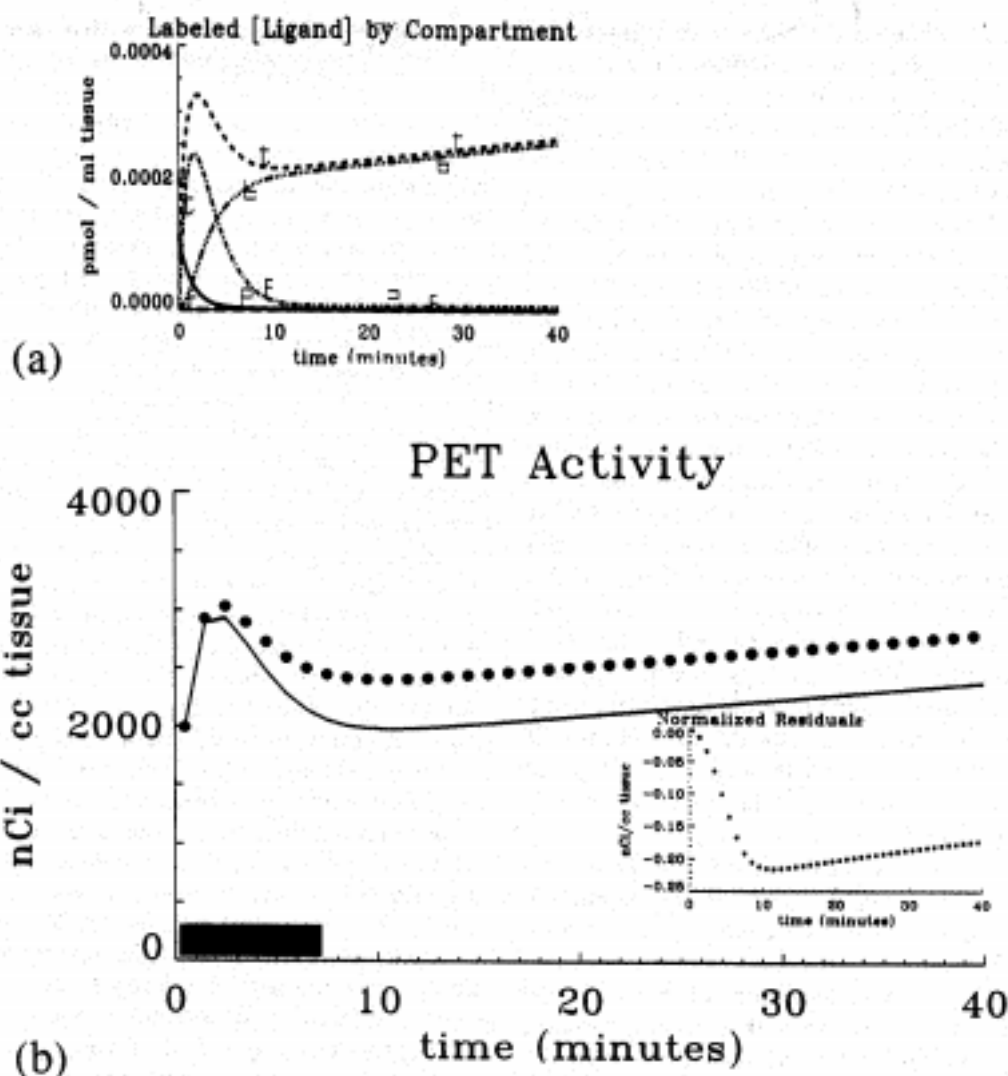 Labeled [Ligand] by Compartment
0.0004
0.0002
0.0000
pmol / ml tissue
T
T
B
B
F
F
0 10 20 30 40
time (minutes)
(a)
PET Activity
4000
2000
0
nCi / cc tissue
Normalized Residuals
0.00
-0.05
-0.10
-0.15
-0.20
-0.25
nCi/cc tissue
0 10 20 30 40
time (minutes)
0 10 20 30 40
time (minutes)
(b)